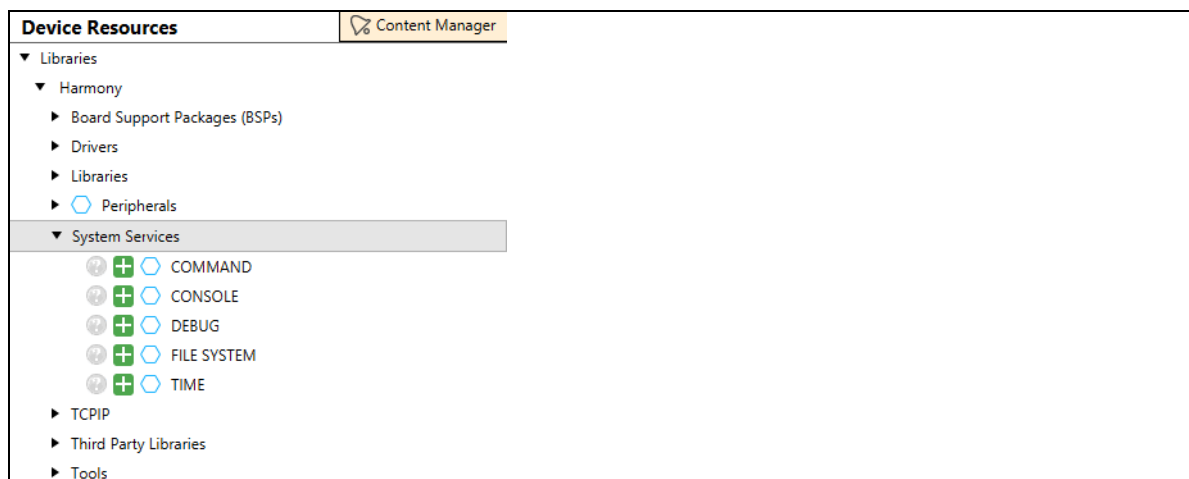 Device Resources
Content Manager
Libraries
Harmony
Board Support Packages (BSPs)
Drivers
Libraries
Peripherals
System Services
COMMAND
CONSOLE
DEBUG
FILE SYSTEM
TIME
TCPIP
Third Party Libraries
Tools